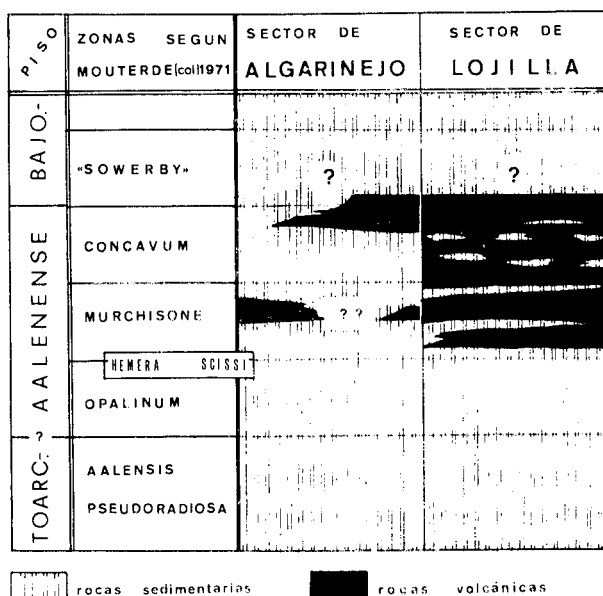 PISO
ZONAS SEGUN
MOUTERDE(col)1971
SECTOR DE
ALGARINEJO
SECTOR DE
LOJILLA
BAJO.-
«SOWERBY»
?
?
AALENENSE
CONCAVUM
MURCHISONE
? ?
HEMERA SCISSI
OPALINUM
?
TOARC.-
AALENSIS
PSEUDORADIOSA
rocas sedimentarias
rocas volcánicas